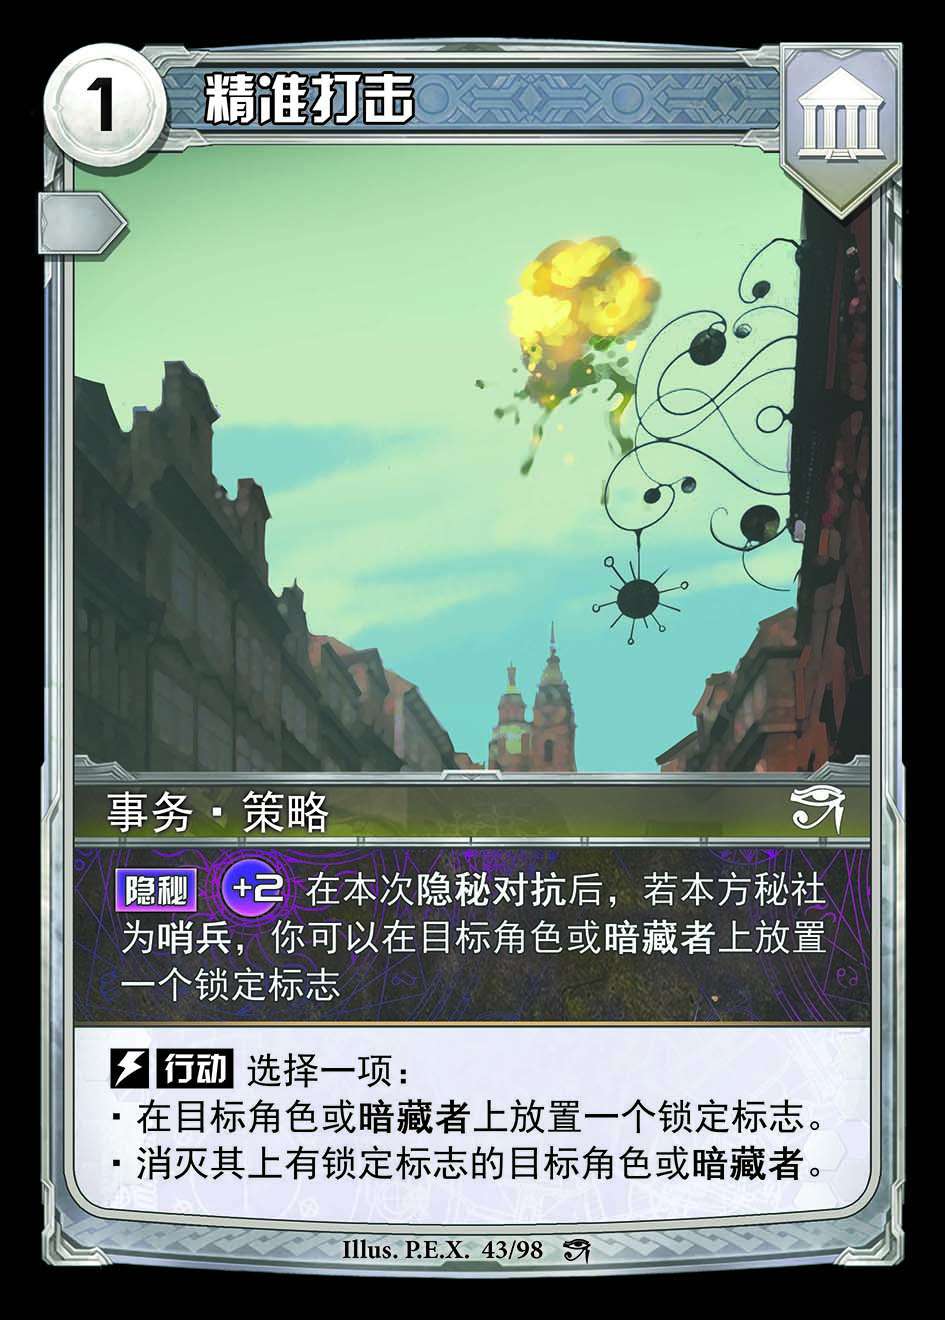 1
精准打击
事务·策略
隐秘 +2 在本次隐秘对抗后，若本方秘社
为哨兵，你可以在目标角色或暗藏者上放置
一个锁定标志
行动 选择一项：
·在目标角色或暗藏者上放置一个锁定标志。
·消灭其上有锁定标志的目标角色或暗藏者。
Illus. P.E.X. 43/98